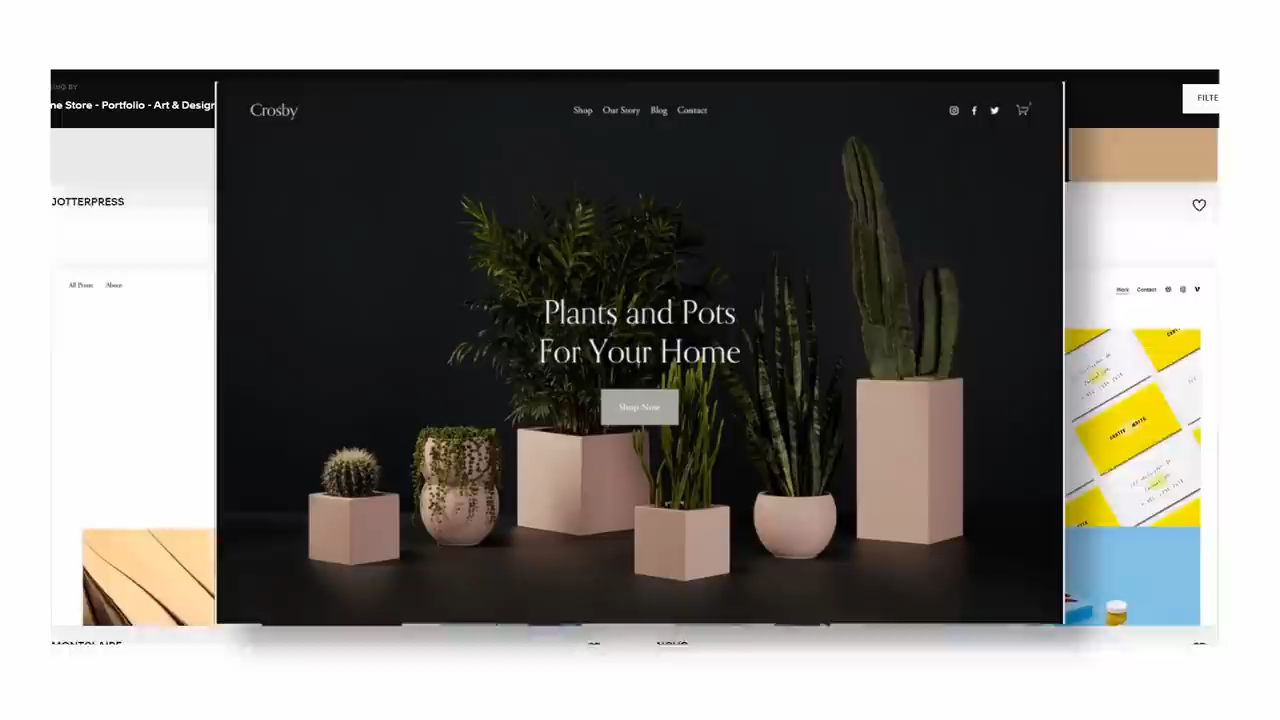 ne Store - Portfolio - Art & Design
FILTE
Crosby
Shop Our Story Blog Contact
JOTTERPRESS
All Posts About
Work Contact
Plants and Pots
For Your Home
Shop Now